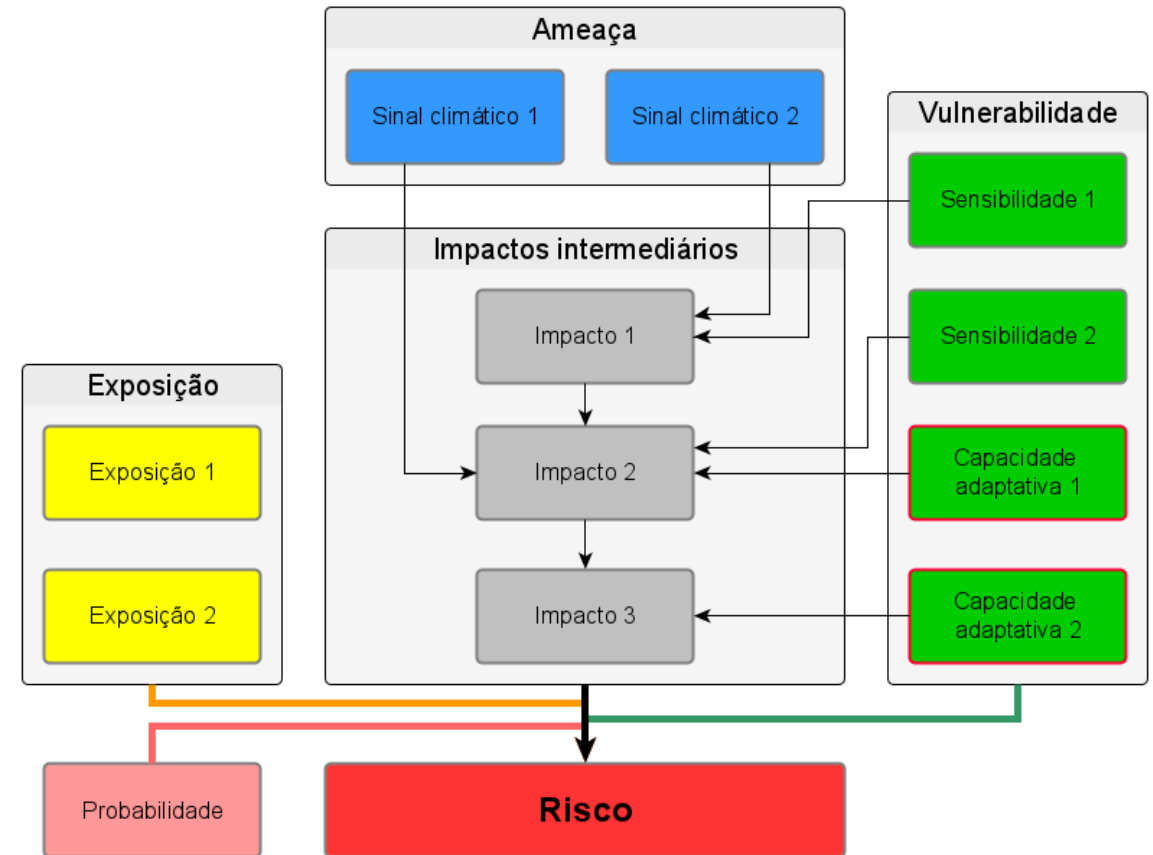 Ameaça
Sinal climático 1
Sinal climático 2
Vulnerabilidade
Sensibilidade 1
Sensibilidade 2
Capacidade
adaptativa 1
Capacidade
adaptativa 2
Impactos intermediários
Impacto 1
Impacto 2
Impacto 3
Exposição
Exposição 1
Exposição 2
Probabilidade
Risco